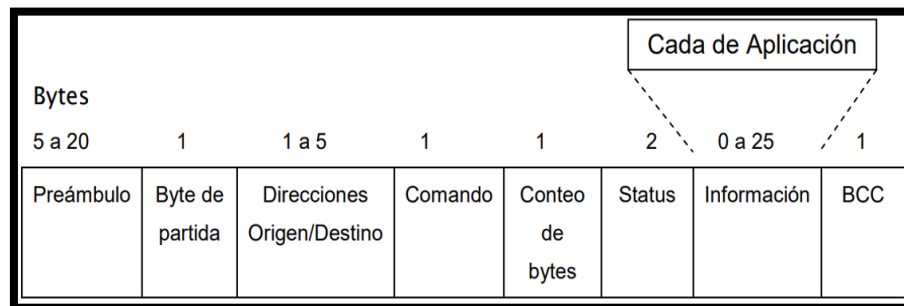 Cada de Aplicación
Bytes
5 a 20 1 1 a 5 1 1 2 0 a 25 1
Preámbulo Byte de partida Direcciones Origen/Destino Comando Conteo de bytes Status Información BCC